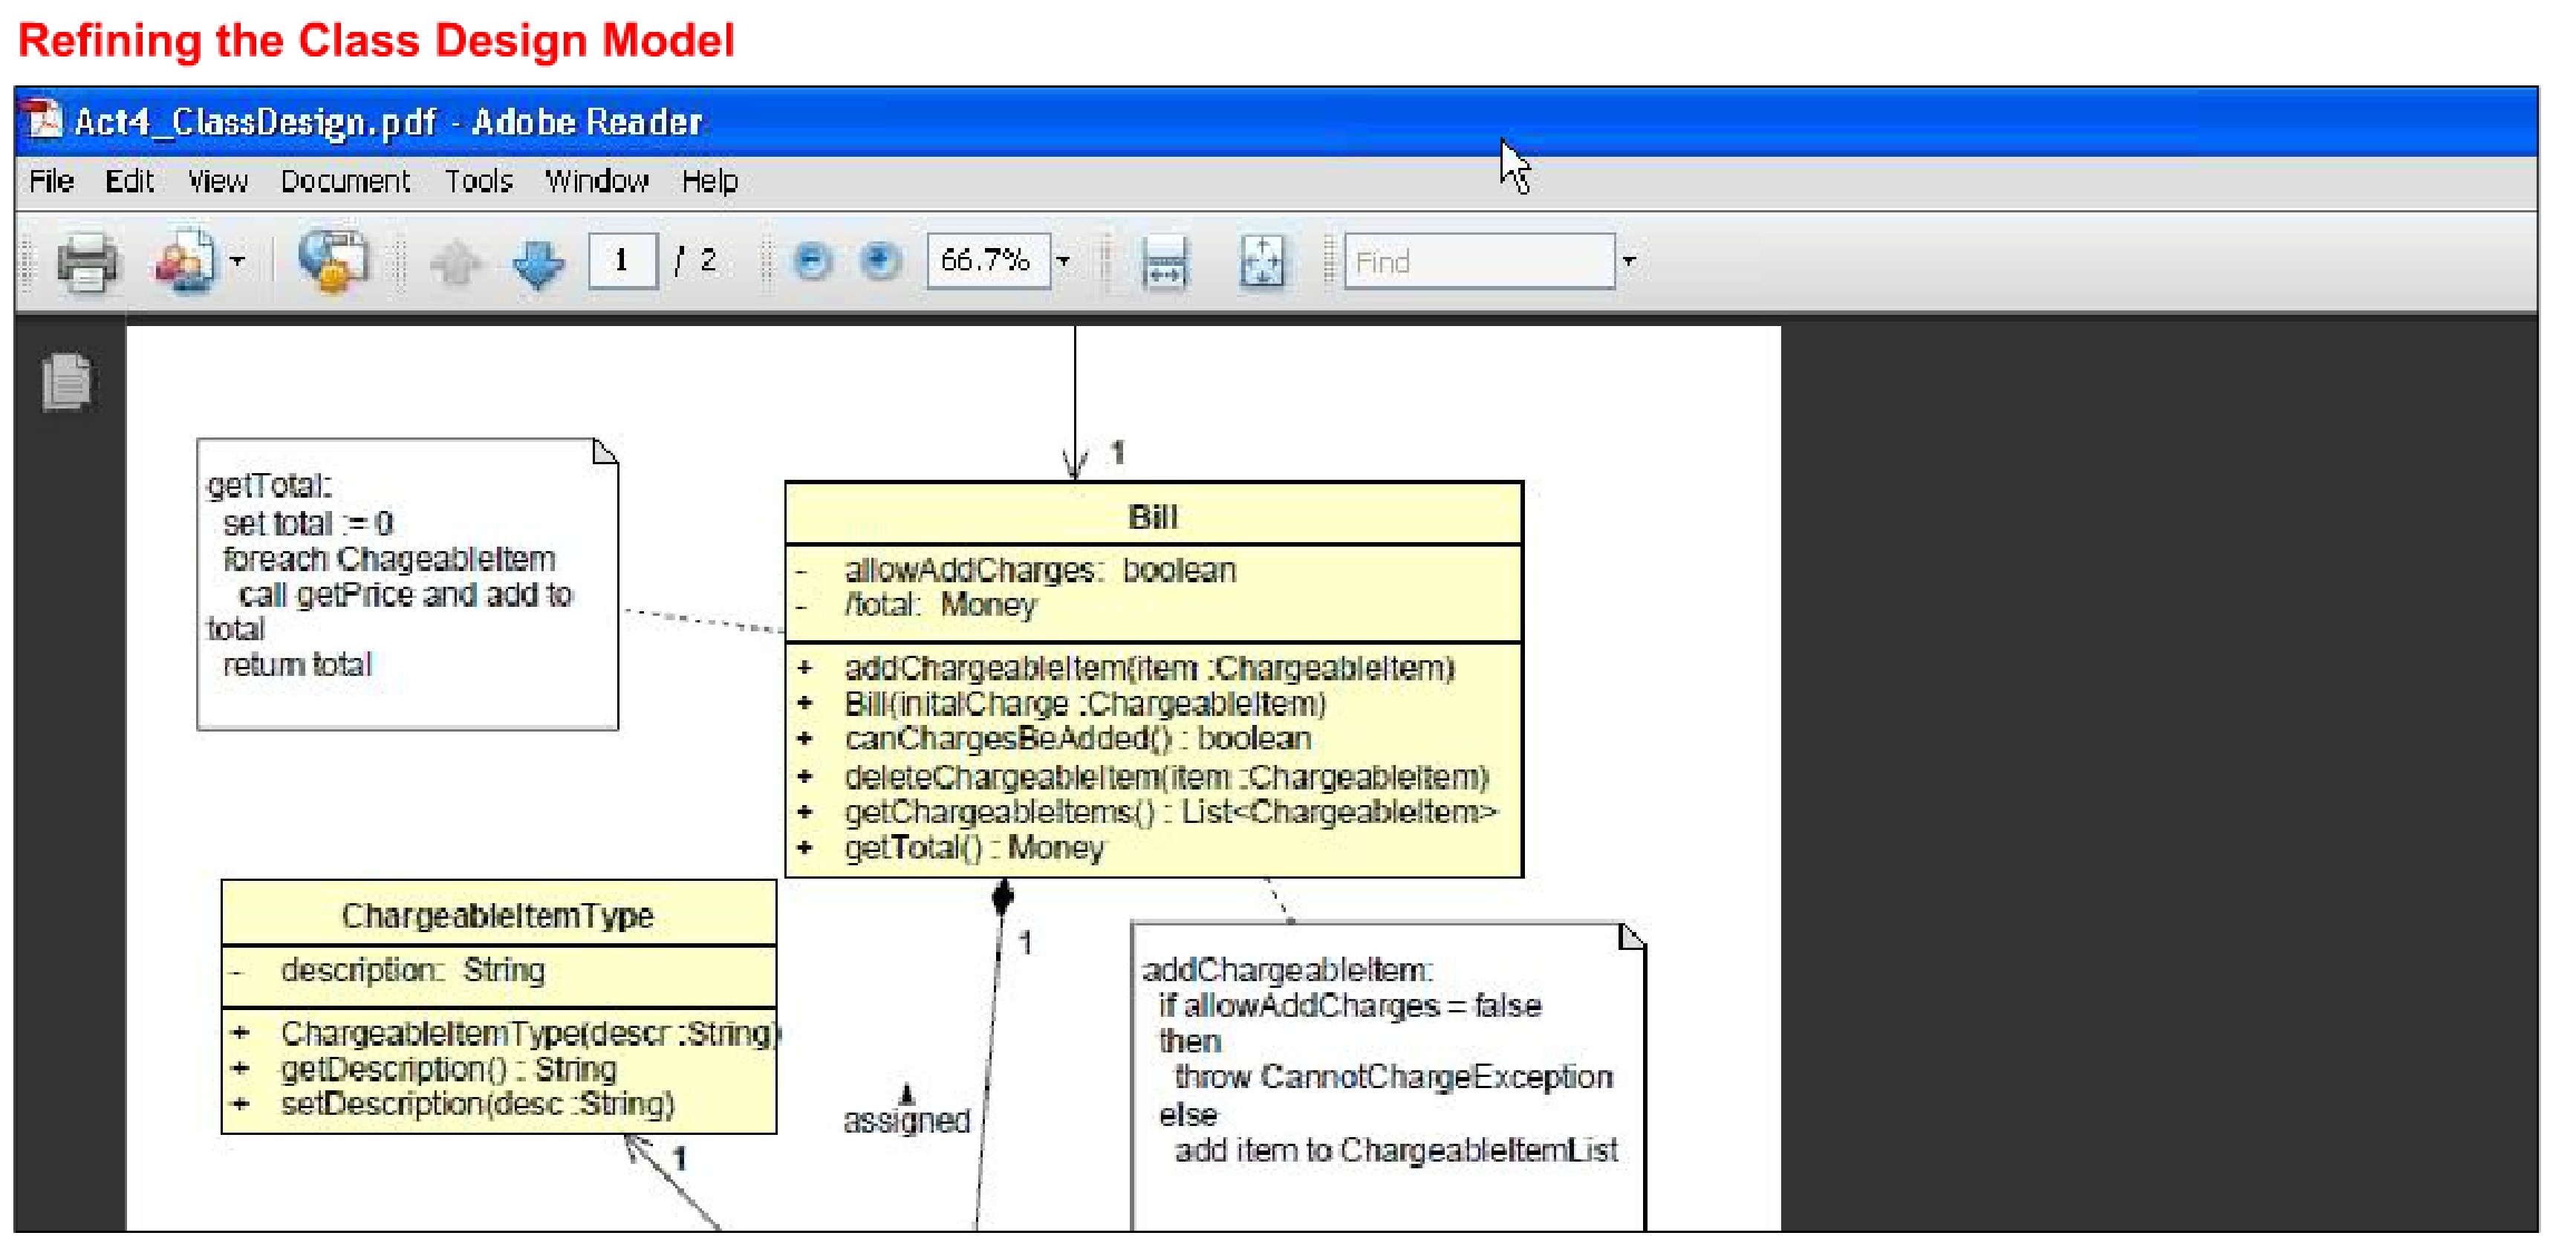 Refining the Class Design Model
Act4_ClassDesign.pdf - Adobe Reader
File Edit View Document Tools Window Help
1 / 2 66.7% Find
1
getTotal:
set total := 0
foreach ChageableItem
call getPrice and add to
total
return total
Bill
- allowAddCharges: boolean
- /total: Money
+ addChargeableItem(item :ChargeableItem)
+ Bill(initalCharge :ChargeableItem)
+ canChargesBeAdded() : boolean
+ deleteChargeableItem(item :ChargeableItem)
+ getChargeableItems() : List<ChargeableItem>
+ getTotal() : Money
ChargeableItemType
- description: String
+ ChargeableItemType(descr :String)
+ getDescription() : String
+ setDescription(desc :String)
1
1
assigned
addChargeableItem:
if allowAddCharges = false
then
throw CannotChargeException
else
add item to ChargeableItemList